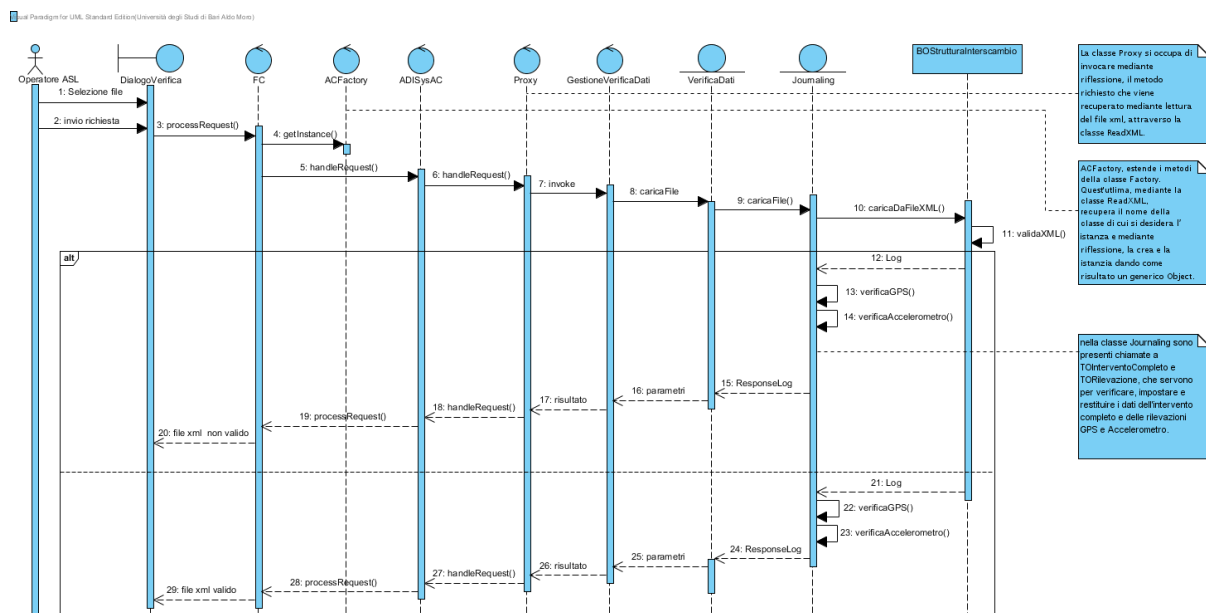 Visual Paradigm for UML Standard Edition(Università degli Studi di Bari Aldo Moro)
Operatore ASL
DialogoVerifica
FC
ACFactory
ADISysAC
Proxy
GestioneVerificaDati
VerificaDati
Journaling
BOStrutturaInterscambio
1: Selezione file
2: invio richiesta
3: processRequest()
4: getInstance()
5: handleRequest()
6: handleRequest()
7: invoke
8: caricaFile
9: caricaFile()
10: caricaDaFileXML()
11: validaXML()
alt
12: Log
13: verificaGPS()
14: verificaAccelerometro()
15: ResponseLog
16: parametri
17: risultato
18: handleRequest()
19: processRequest()
20: file xml non valido
21: Log
22: verificaGPS()
23: verificaAccelerometro()
24: ResponseLog
25: parametri
26: risultato
27: handleRequest()
28: processRequest()
29: file xml valido
La classe Proxy si occupa di
invocare mediante
riflessione, il metodo
richiesto che viene
recuperato mediante lettura
del file xml, attraverso la
classe ReadXML.
ACFactory, estende i metodi
della classe Factory.
Quest'utlima, mediante la
classe ReadXML,
recupera il nome della
classe di cui si desidera l'
istanza e mediante
riflessione, la crea e la
istanzia dando come
risultato un generico Object.
nella classe Journaling sono
presenti chiamate a
TOInterventoCompleto e
TORilevazione, che servono
per verificare, impostare e
restituire i dati dell'intervento
completo e delle rilevazioni
GPS e Accelerometro.